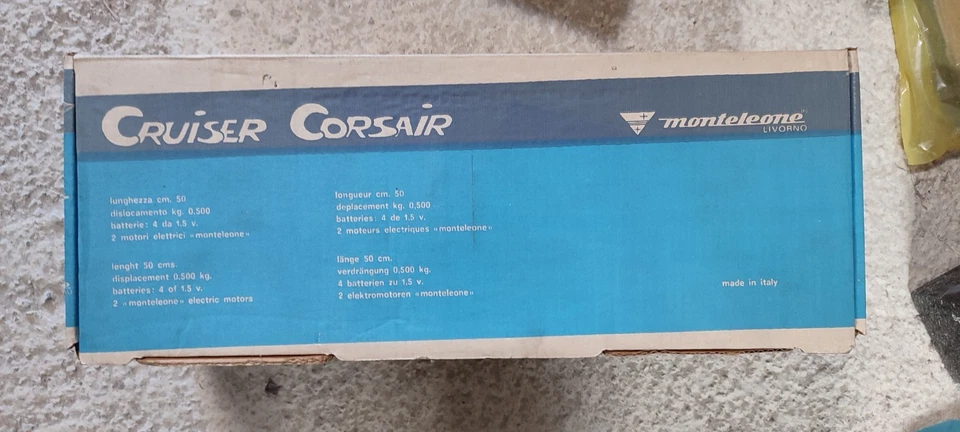 CRUISER CORSAIR
monteleone
LIVORNO
lunghezza cm. 50
dislocamento kg. 0.500
batterie: 4 da 1.5 v.
2 motori elettrici «monteleone»
longueur cm. 50
deplacement kg. 0,500
batteries: 4 de 1.5 v.
2 moteurs electriques «monteleone»
lenght 50 cms.
displacement 0.500 kg.
batteries: 4 of 1.5 v.
2 «monteleone» electric motors
länge 50 cm.
verdrängung 0,500 kg.
4 batterien zu 1,5 v.
2 elektromotoren «monteleone»
made in italy